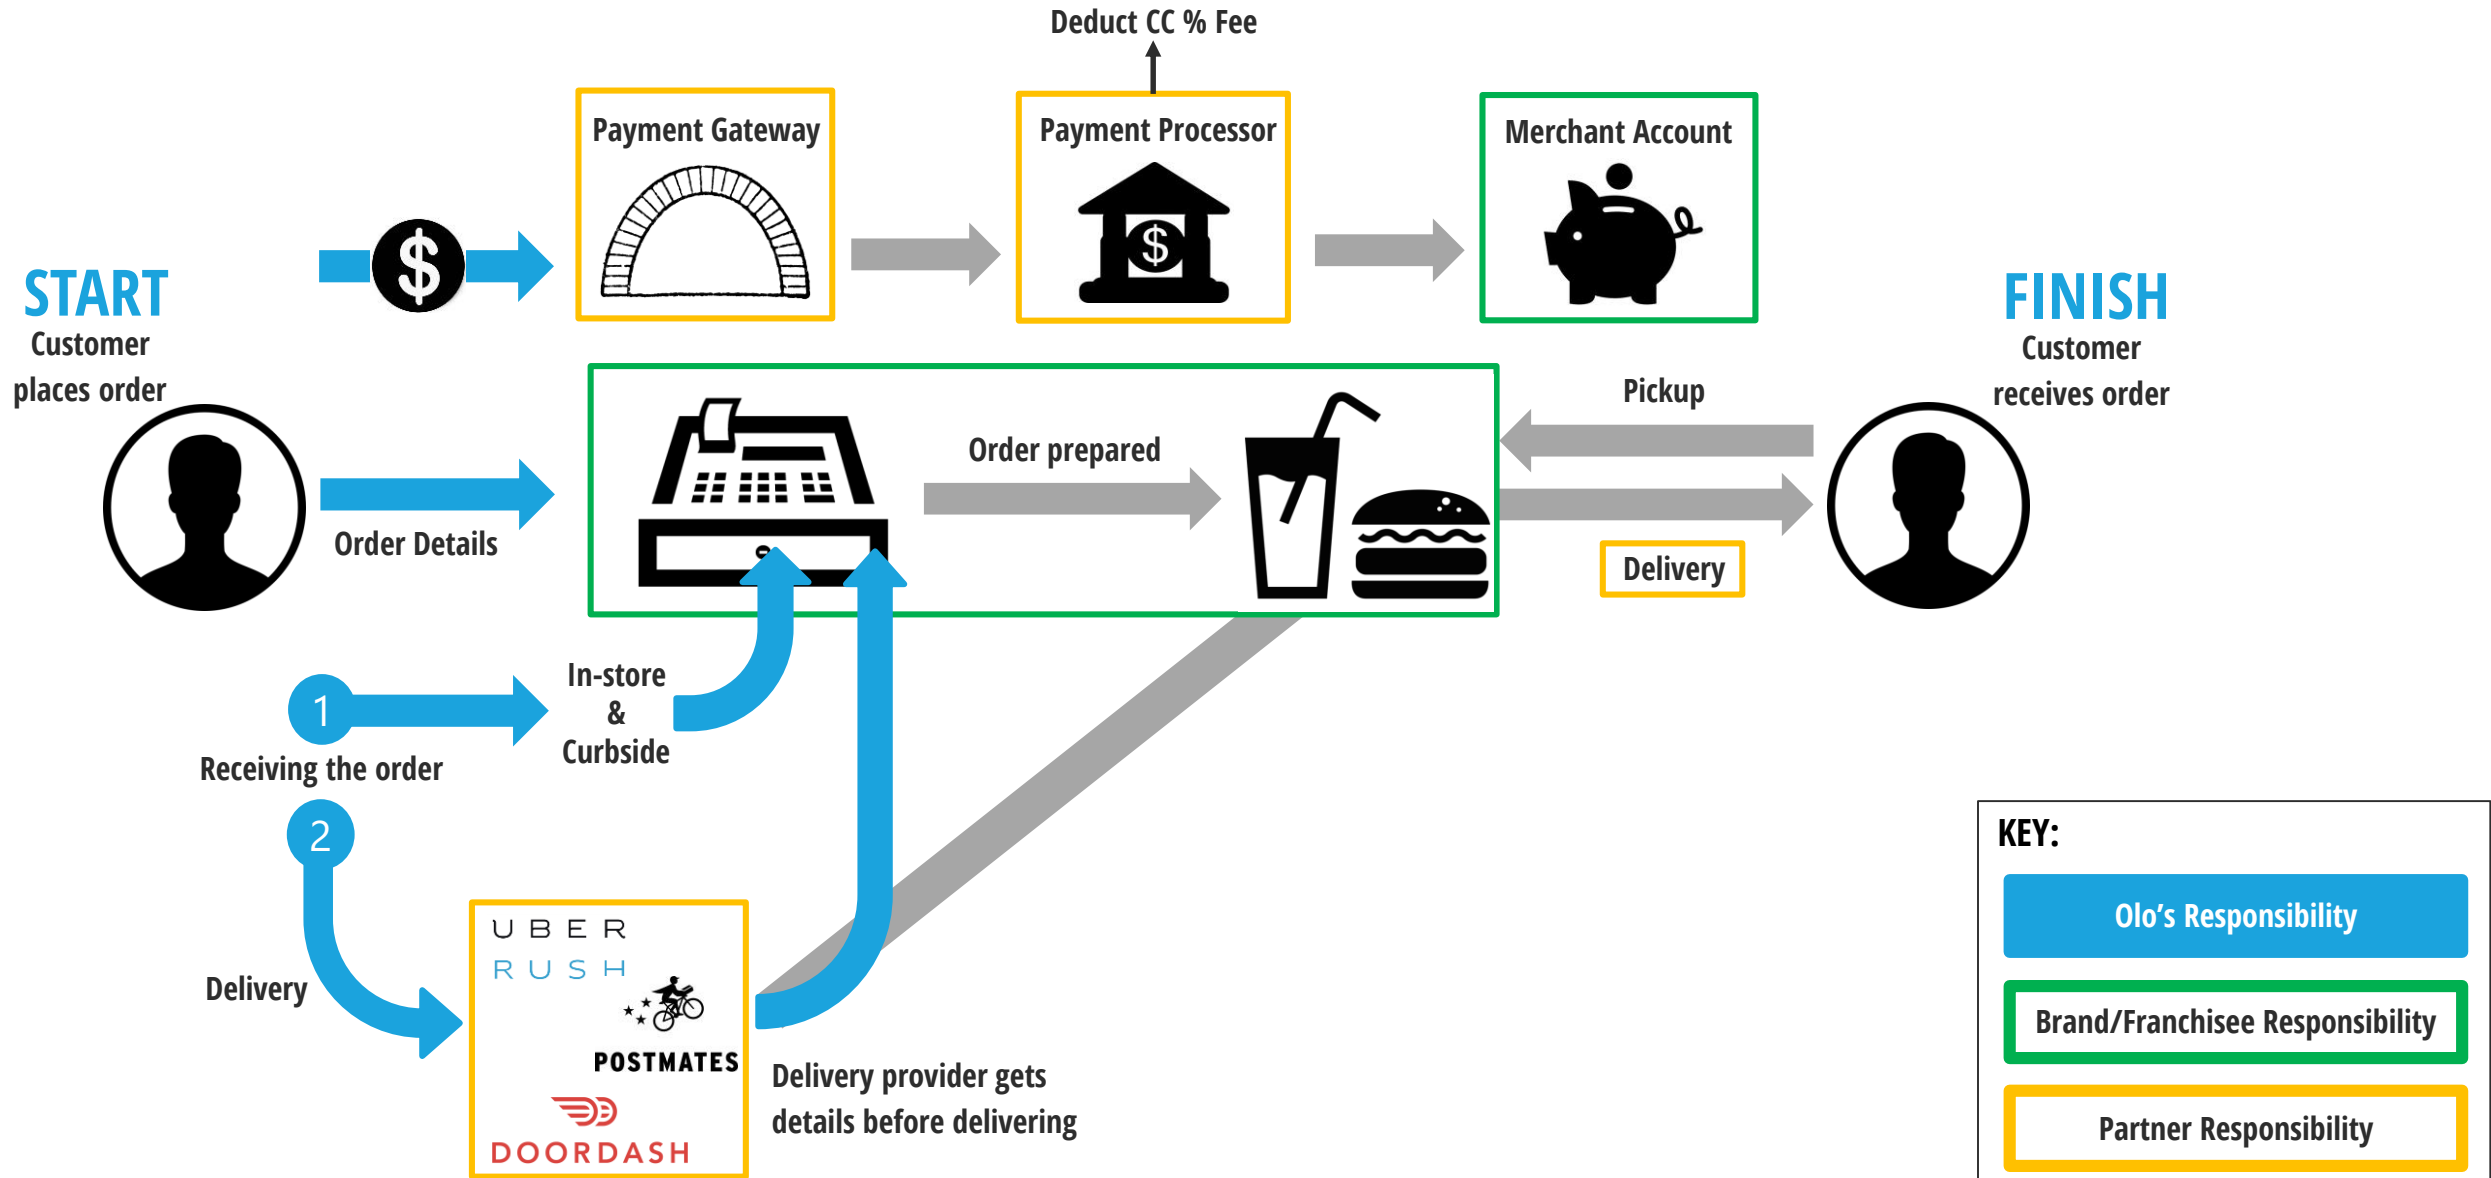 Deduct CC % Fee
Payment Gateway
Payment Processor
$
Merchant Account
$
START
Customer
places order
FINISH
Customer
receives order
Pickup
Order prepared
Order Details
Delivery
In-store
&
Curbside
1
Receiving the order
2
Delivery
UBER
RUSH
POSTMATES
DOORDASH
Delivery provider gets
details before delivering
KEY:
Olo’s Responsibility
Brand/Franchisee Responsibility
Partner Responsibility